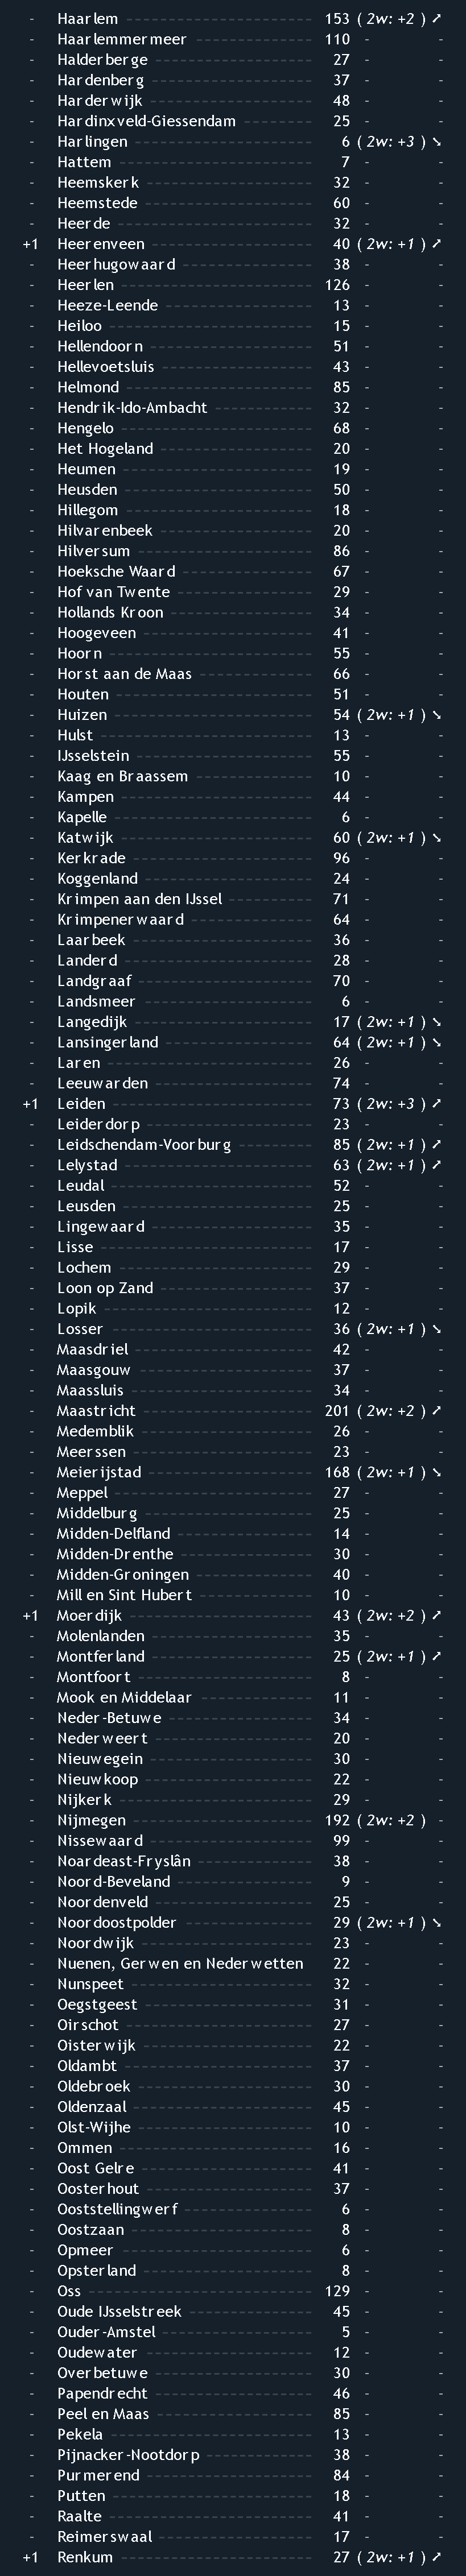 - Haarlem 153 ( 2w: +2 ) ➚
- Haarlemmermeer 110 - -
- Halderberge 27 - -
- Hardenberg 37 - -
- Harderwijk 48 - -
- Hardinxveld-Giessendam 25 - -
- Harlingen 6 ( 2w: +3 ) ➘
- Hattem 7 - -
- Heemskerk 32 - -
- Heemstede 60 - -
- Heerde 32 - -
+1 Heerenveen 40 ( 2w: +1 ) ➚
- Heerhugowaard 38 - -
- Heerlen 126 - -
- Heeze-Leende 13 - -
- Heiloo 15 - -
- Hellendoorn 51 - -
- Hellevoetsluis 43 - -
- Helmond 85 - -
- Hendrik-Ido-Ambacht 32 - -
- Hengelo 68 - -
- Het Hogeland 20 - -
- Heumen 19 - -
- Heusden 50 - -
- Hillegom 18 - -
- Hilvarenbeek 20 - -
- Hilversum 86 - -
- Hoeksche Waard 67 - -
- Hof van Twente 29 - -
- Hollands Kroon 34 - -
- Hoogeveen 41 - -
- Hoorn 55 - -
- Horst aan de Maas 66 - -
- Houten 51 - -
- Huizen 54 ( 2w: +1 ) ➘
- Hulst 13 - -
- IJsselstein 55 - -
- Kaag en Braassem 10 - -
- Kampen 44 - -
- Kapelle 6 - -
- Katwijk 60 ( 2w: +1 ) ➘
- Kerkrade 96 - -
- Koggenland 24 - -
- Krimpen aan den IJssel 71 - -
- Krimpenerwaard 64 - -
- Laarbeek 36 - -
- Landerd 28 - -
- Landgraaf 70 - -
- Landsmeer 6 - -
- Langedijk 17 ( 2w: +1 ) ➘
- Lansingerland 64 ( 2w: +1 ) ➘
- Laren 26 - -
- Leeuwarden 74 - -
+1 Leiden 73 ( 2w: +3 ) ➚
- Leiderdorp 23 - -
- Leidschendam-Voorburg 85 ( 2w: +1 ) ➚
- Lelystad 63 ( 2w: +1 ) ➚
- Leudal 52 - -
- Leusden 25 - -
- Lingewaard 35 - -
- Lisse 17 - -
- Lochem 29 - -
- Loon op Zand 37 - -
- Lopik 12 - -
- Losser 36 ( 2w: +1 ) ➘
- Maasdriel 42 - -
- Maasgouw 37 - -
- Maassluis 34 - -
- Maastricht 201 ( 2w: +2 ) ➚
- Medemblik 26 - -
- Meerssen 23 - -
- Meierijstad 168 ( 2w: +1 ) ➘
- Meppel 27 - -
- Middelburg 25 - -
- Midden-Delfland 14 - -
- Midden-Drenthe 30 - -
- Midden-Groningen 40 - -
- Mill en Sint Hubert 10 - -
+1 Moerdijk 43 ( 2w: +2 ) ➚
- Molenlanden 35 - -
- Montferland 25 ( 2w: +1 ) ➚
- Montfoort 8 - -
- Mook en Middelaar 11 - -
- Neder-Betuwe 34 - -
- Nederweert 20 - -
- Nieuwegein 30 - -
- Nieuwkoop 22 - -
- Nijkerk 29 - -
- Nijmegen 192 ( 2w: +2 ) -
- Nissewaard 99 - -
- Noardeast-Fryslân 38 - -
- Noord-Beveland 9 - -
- Noordenveld 25 - -
- Noordoostpolder 29 ( 2w: +1 ) ➘
- Noordwijk 23 - -
- Nuenen, Gerwen en Nederwetten 22 - -
- Nunspeet 32 - -
- Oegstgeest 31 - -
- Oirschot 27 - -
- Oisterwijk 22 - -
- Oldambt 37 - -
- Oldebroek 30 - -
- Oldenzaal 45 - -
- Olst-Wijhe 10 - -
- Ommen 16 - -
- Oost Gelre 41 - -
- Oosterhout 37 - -
- Ooststellingwerf 6 - -
- Oostzaan 8 - -
- Opmeer 6 - -
- Opsterland 8 - -
- Oss 129 - -
- Oude IJsselstreek 45 - -
- Ouder-Amstel 5 - -
- Oudewater 12 - -
- Overbetuwe 30 - -
- Papendrecht 46 - -
- Peel en Maas 85 - -
- Pekela 13 - -
- Pijnacker-Nootdorp 38 - -
- Purmerend 84 - -
- Putten 18 - -
- Raalte 41 - -
- Reimerswaal 17 - -
+1 Renkum 27 ( 2w: +1 ) ➚